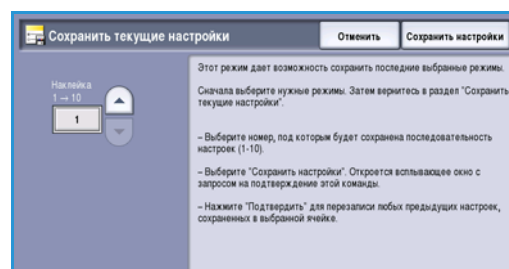 Сохранить текущие настройки
Отменить
Сохранить настройки
Наклейка
1 → 10
1
Этот режим дает возможность сохранить последние выбранные режимы.
Сначала выберите нужные режимы. Затем вернитесь в раздел "Сохранить
текущие настройки".
– Выберите номер, под которым будет сохранена последовательность
настроек (1-10).
– Выберите "Сохранить настройки". Откроется всплывающее окно с
запросом на подтверждение этой команды.
– Нажмите "Подтвердить" для перезаписи любых предыдущих настроек,
сохраненных в выбранной ячейке.